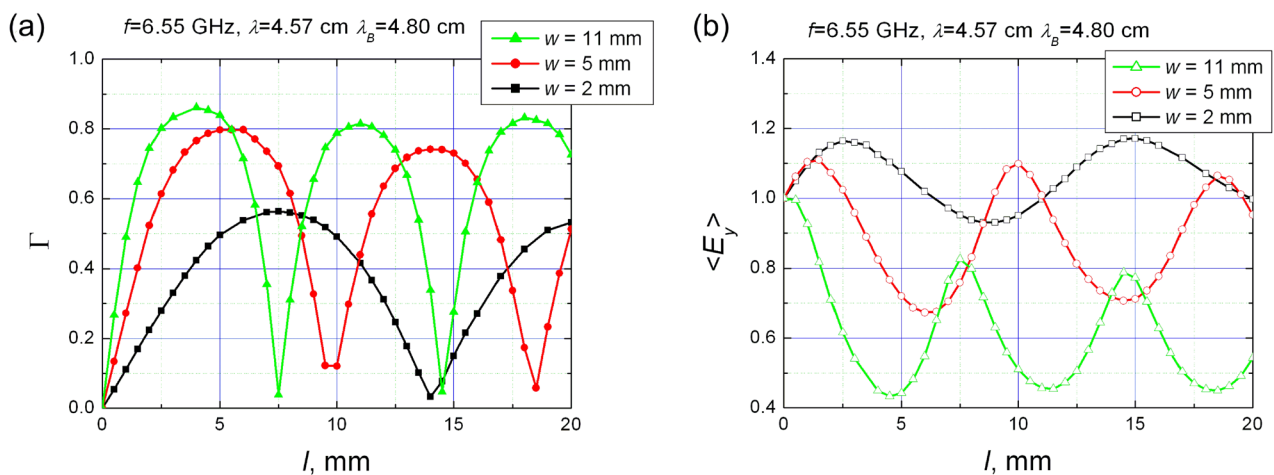 (a)
f=6.55 GHz, λ=4.57 cm λB=4.80 cm
w = 11 mm
w = 5 mm
w = 2 mm
1.0
0.8
0.6
0.4
0.2
0.0
Γ
0
5
10
15
20
l, mm
(b)
f=6.55 GHz, λ=4.57 cm λB=4.80 cm
w = 11 mm
w = 5 mm
w = 2 mm
1.4
1.2
1.0
0.8
0.6
0.4
<Ey>
0
5
10
15
20
l, mm